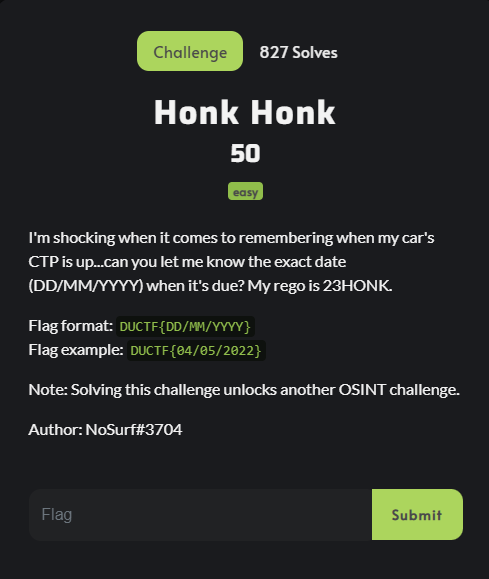 Challenge 827 Solves
Honk Honk
50
easy
I'm shocking when it comes to remembering when my car's
CTP is up...can you let me know the exact date
(DD/MM/YYYY) when it's due? My rego is 23HONK.
Flag format: DUCTF{DD/MM/YYYY}
Flag example: DUCTF{04/05/2022}
Note: Solving this challenge unlocks another OSINT challenge.
Author: NoSurf#3704
Flag Submit